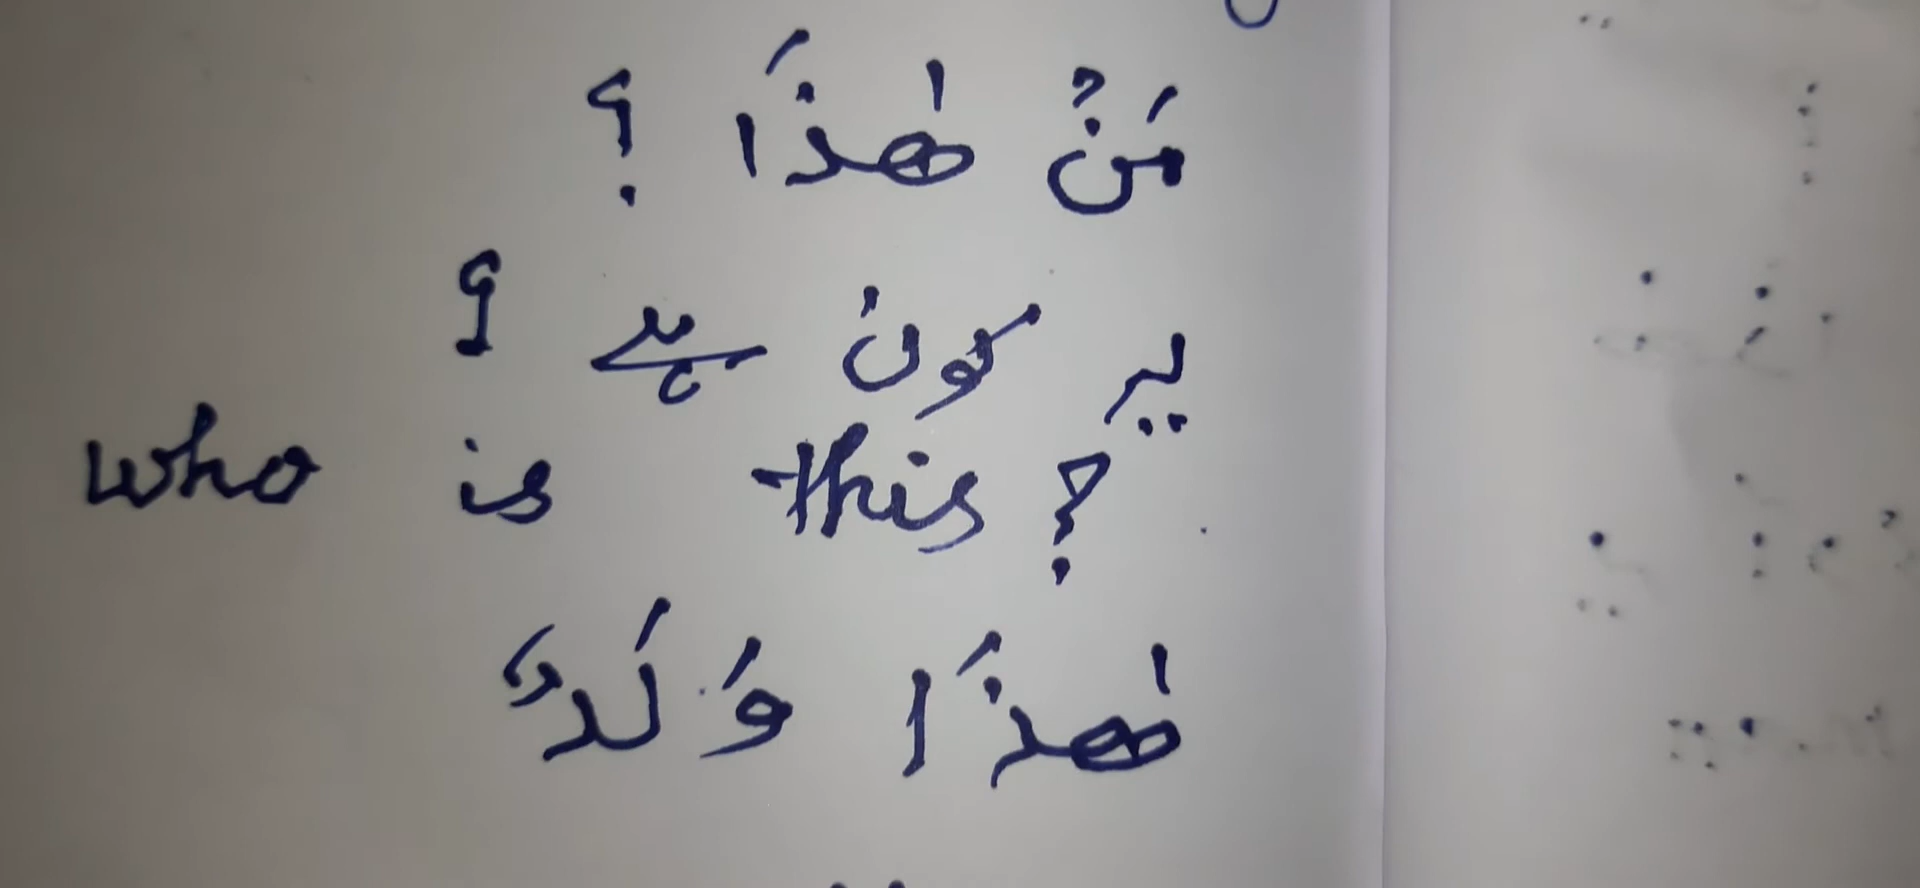 مَنْ هٰذَا ؟
یہ کون ہے ؟
who is this ?
هٰذَا وَلَدٌ